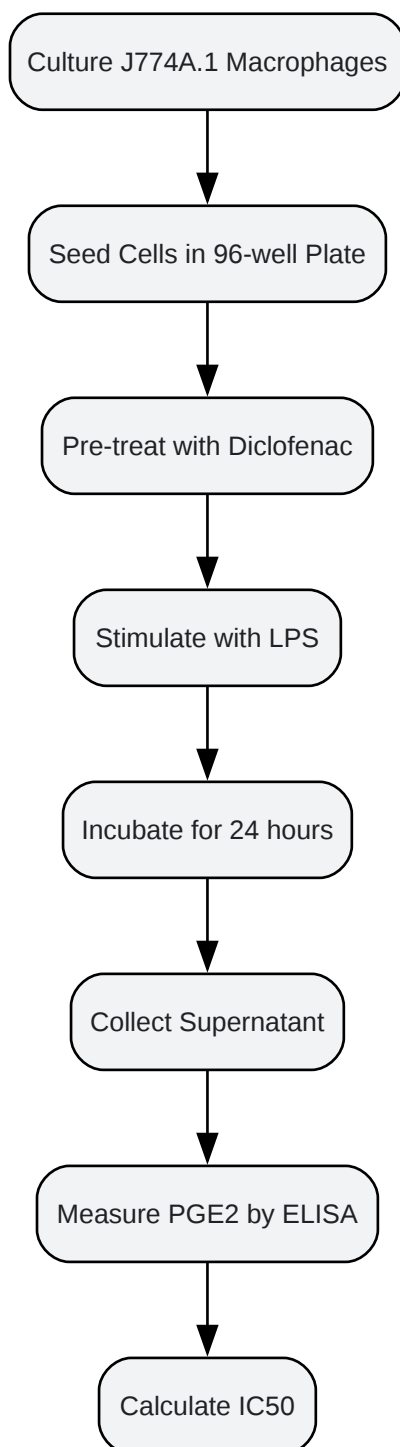 Culture J774A.1 Macrophages
Seed Cells in 96-well Plate
Pre-treat with Diclofenac
Stimulate with LPS
Incubate for 24 hours
Collect Supernatant
Measure PGE2 by ELISA
Calculate IC50